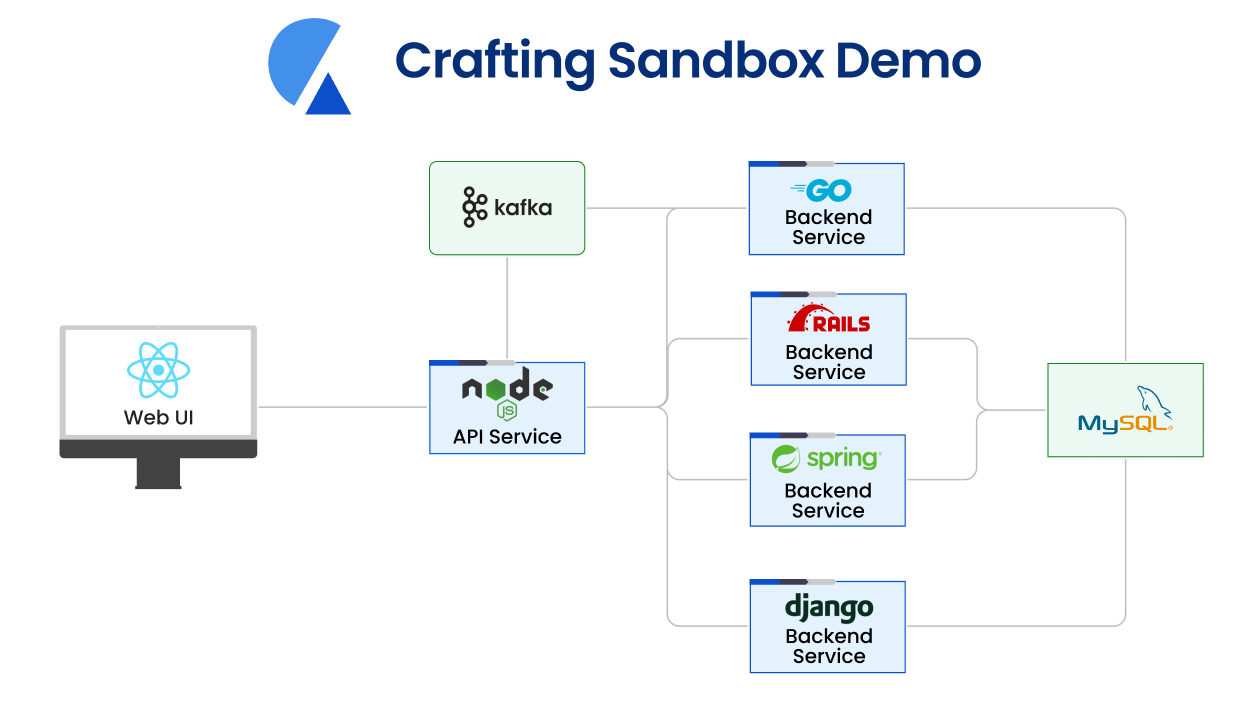 Crafting Sandbox Demo
kafka
GO
Backend
Service
RAILS
Backend
Service
Web UI
node
JS
API Service
MySQL®
spring®
Backend
Service
django
Backend
Service